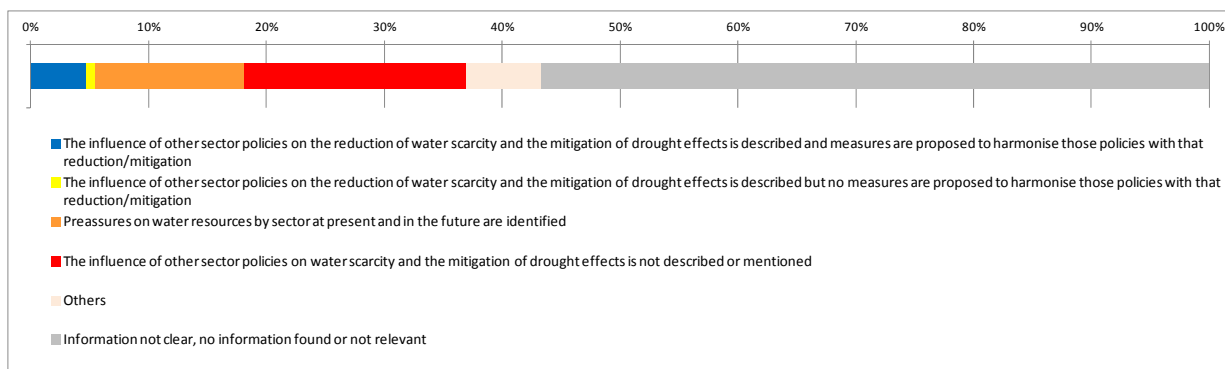 0% 10% 20% 30% 40% 50% 60% 70% 80% 90% 100%
The influence of other sector policies on the reduction of water scarcity and the mitigation of drought effects is described and measures are proposed to harmonise those policies with that
reduction/mitigation
The influence of other sector policies on the reduction of water scarcity and the mitigation of drought effects is described but no measures are proposed to harmonise those policies with that
reduction/mitigation
Preassures on water resources by sector at present and in the future are identified
The influence of other sector policies on water scarcity and the mitigation of drought effects is not described or mentioned
Others
Information not clear, no information found or not relevant